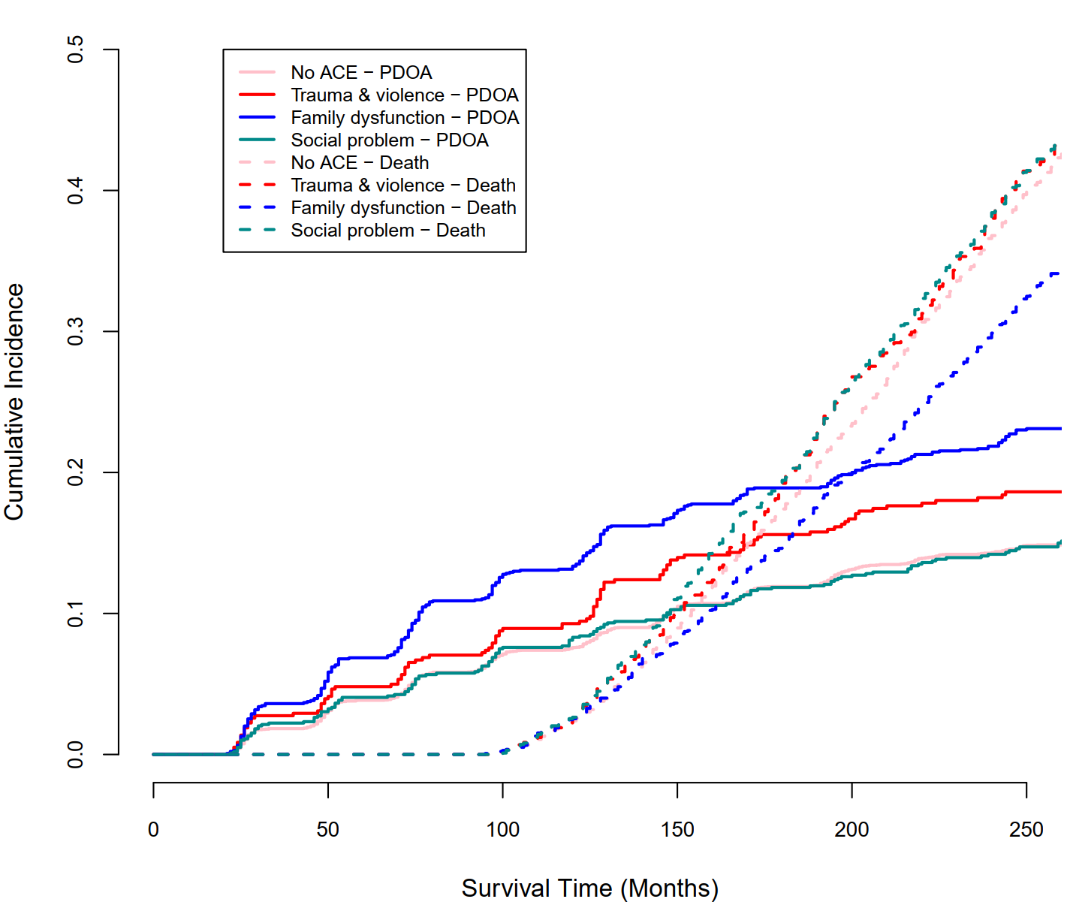 0.5
0.4
0.3
0.2
0.1
0.0
Cumulative Incidence
No ACE − PDOA
Trauma & violence − PDOA
Family dysfunction − PDOA
Social problem − PDOA
No ACE − Death
Trauma & violence − Death
Family dysfunction − Death
Social problem − Death
0 50 100 150 200 250
Survival Time (Months)